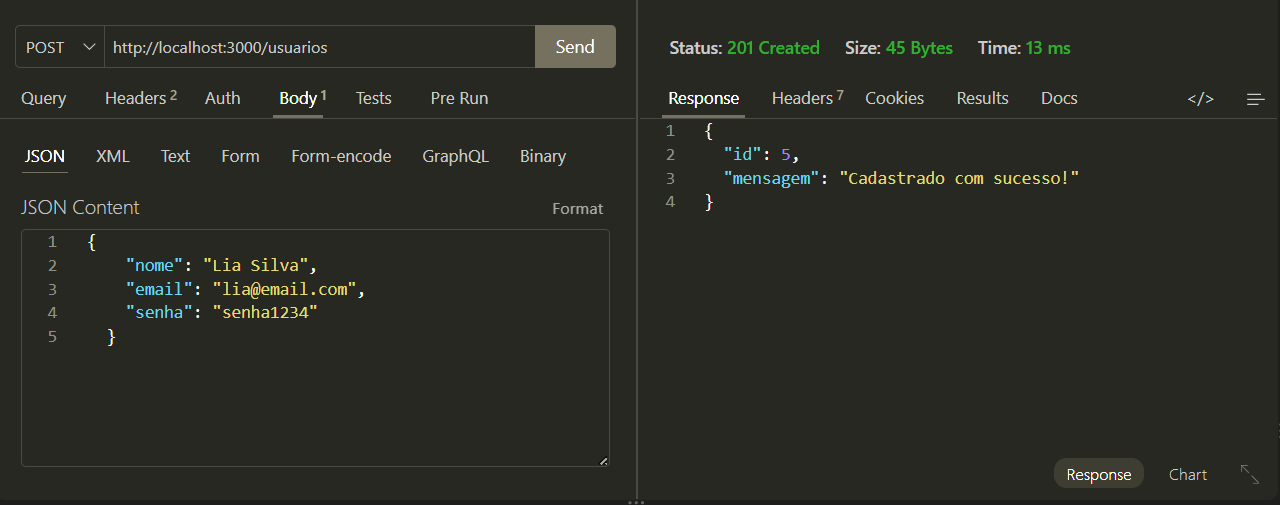 POST http://localhost:3000/usuarios Send
Query Headers 2 Auth Body 1 Tests Pre Run
JSON XML Text Form Form-encode GraphQL Binary
JSON Content Format
1 {
2 "nome": "Lia Silva",
3 "email": "lia@email.com",
4 "senha": "senha1234"
5 }
Status: 201 Created Size: 45 Bytes Time: 13 ms
Response Headers 7 Cookies Results Docs </>
1 {
2 "id": 5,
3 "mensagem": "Cadastrado com sucesso!"
4 }
Response Chart